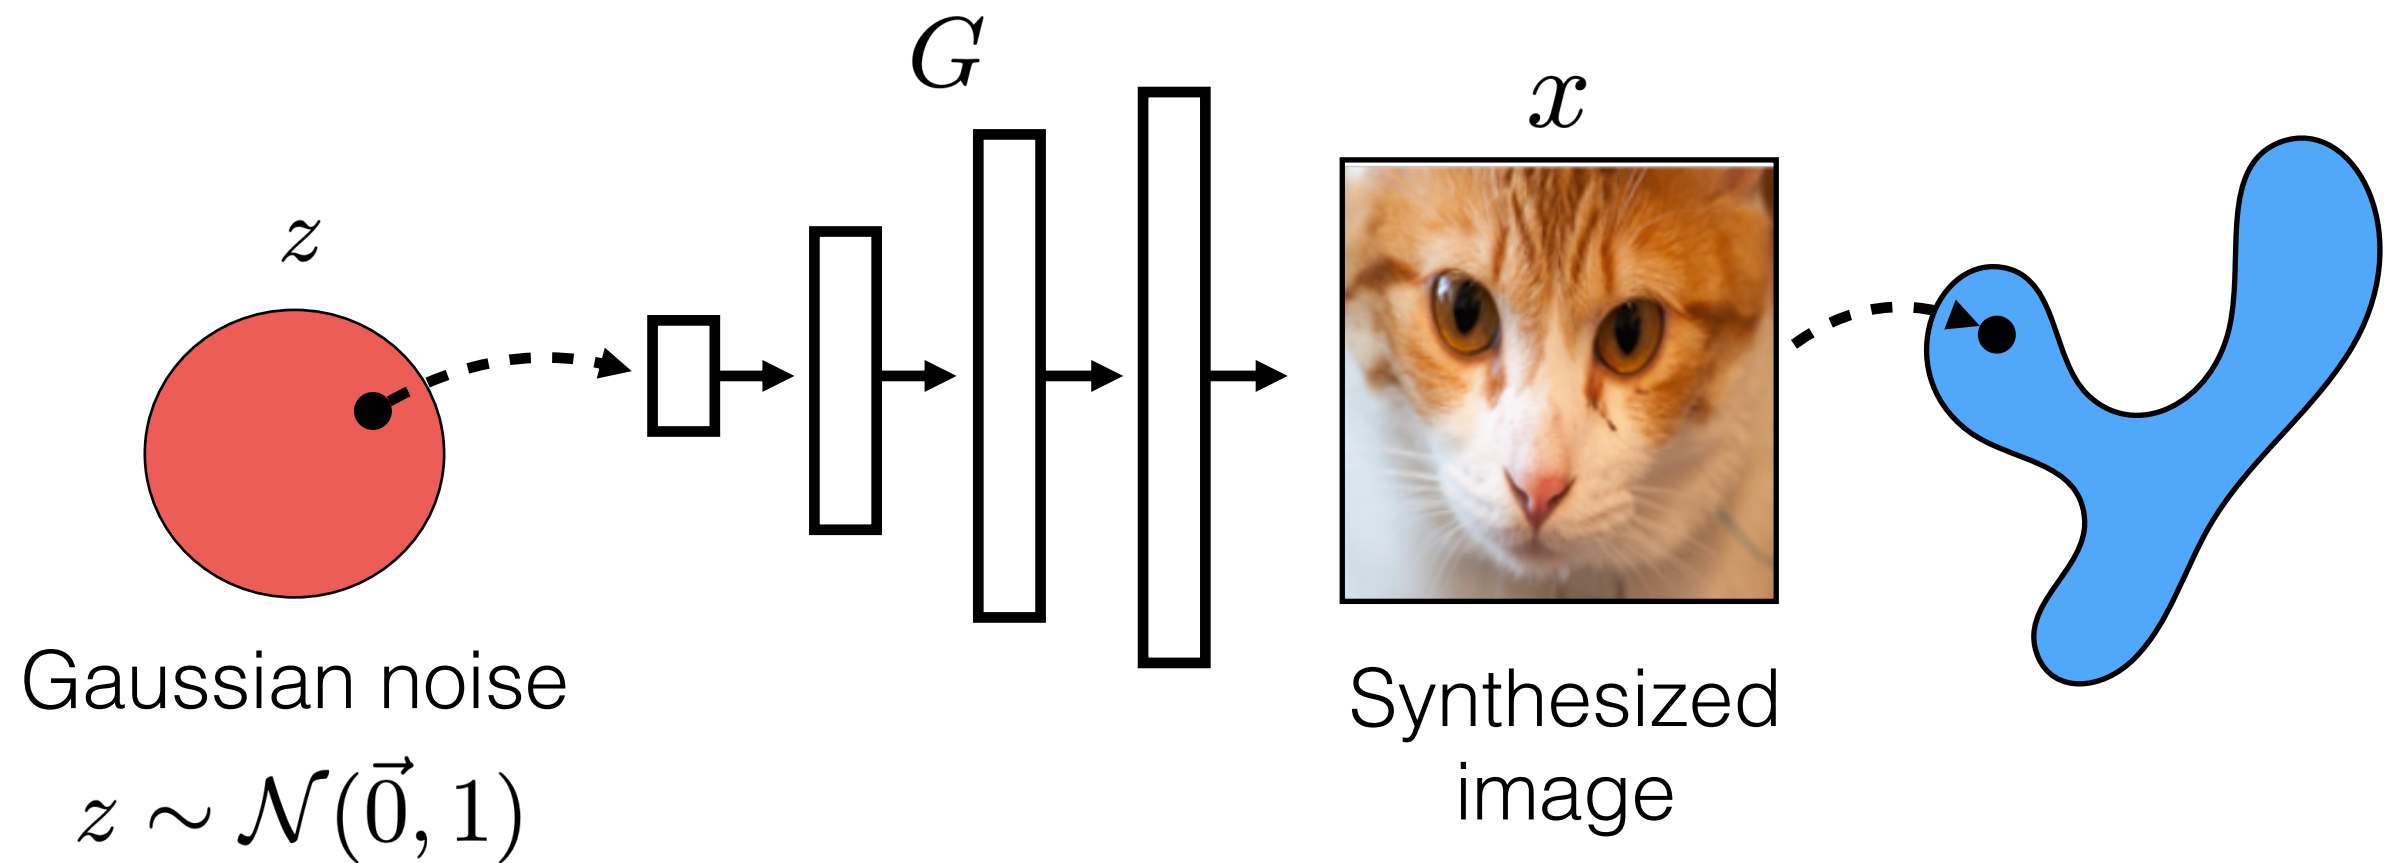 G
x
z
Gaussian noise
z ∼ 𝒩(0⃗, 1)
Synthesized
image